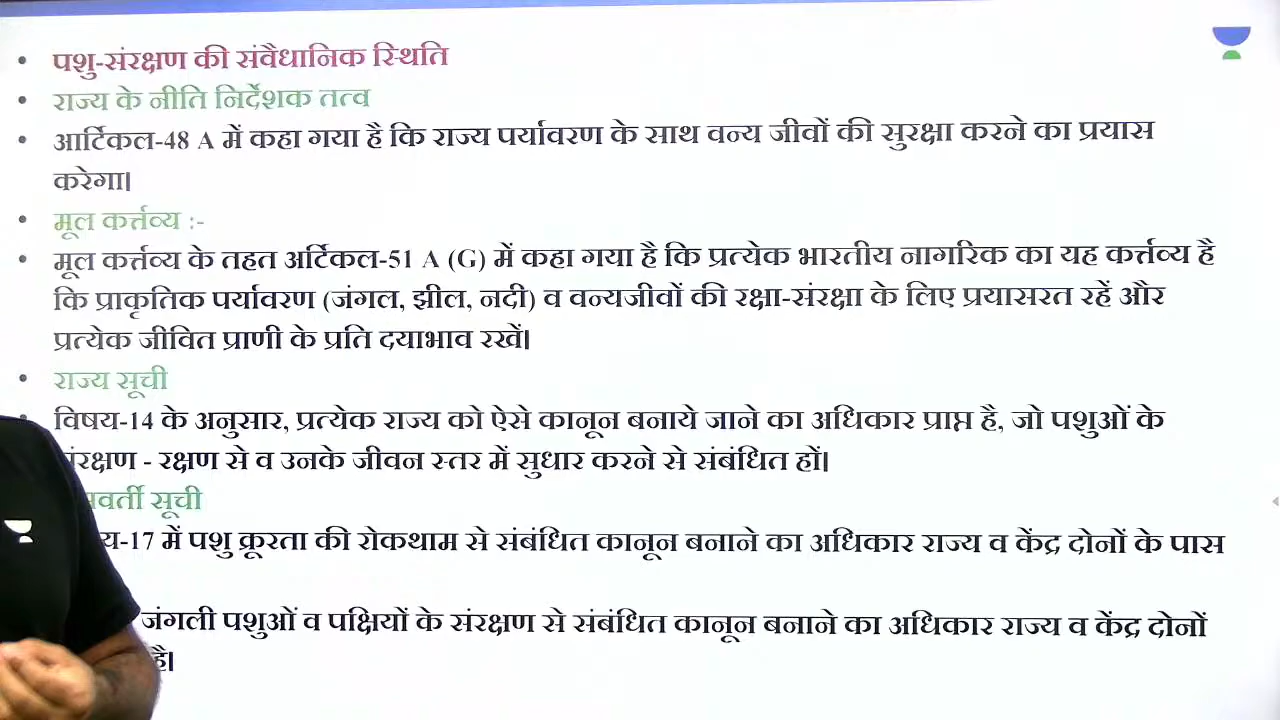 पशु-संरक्षण की संवैधानिक स्थिति
राज्य के नीति निर्देशक तत्व
आर्टिकल-48 A में कहा गया है कि राज्य पर्यावरण के साथ वन्य जीवों की सुरक्षा करने का प्रयास
करेगा।
मूल कर्त्तव्य :-
मूल कर्त्तव्य के तहत अर्टिकल-51 A (G) में कहा गया है कि प्रत्येक भारतीय नागरिक का यह कर्त्तव्य है
कि प्राकृतिक पर्यावरण (जंगल, झील, नदी) व वन्यजीवों की रक्षा-संरक्षा के लिए प्रयासरत रहें और
प्रत्येक जीवित प्राणी के प्रति दयाभाव रखें।
राज्य सूची
विषय-14 के अनुसार, प्रत्येक राज्य को ऐसे कानून बनाये जाने का अधिकार प्राप्त है, जो पशुओं के
- रक्षण से व उनके जीवन स्तर में सुधार करने से संबंधित हों।
सूची
-17 में पशु क्रूरता की रोकथाम से संबंधित कानून बनाने का अधिकार राज्य व केंद्र दोनों के पास
जंगली पशुओं व पक्षियों के संरक्षण से संबंधित कानून बनाने का अधिकार राज्य व केंद्र दोनों
है।